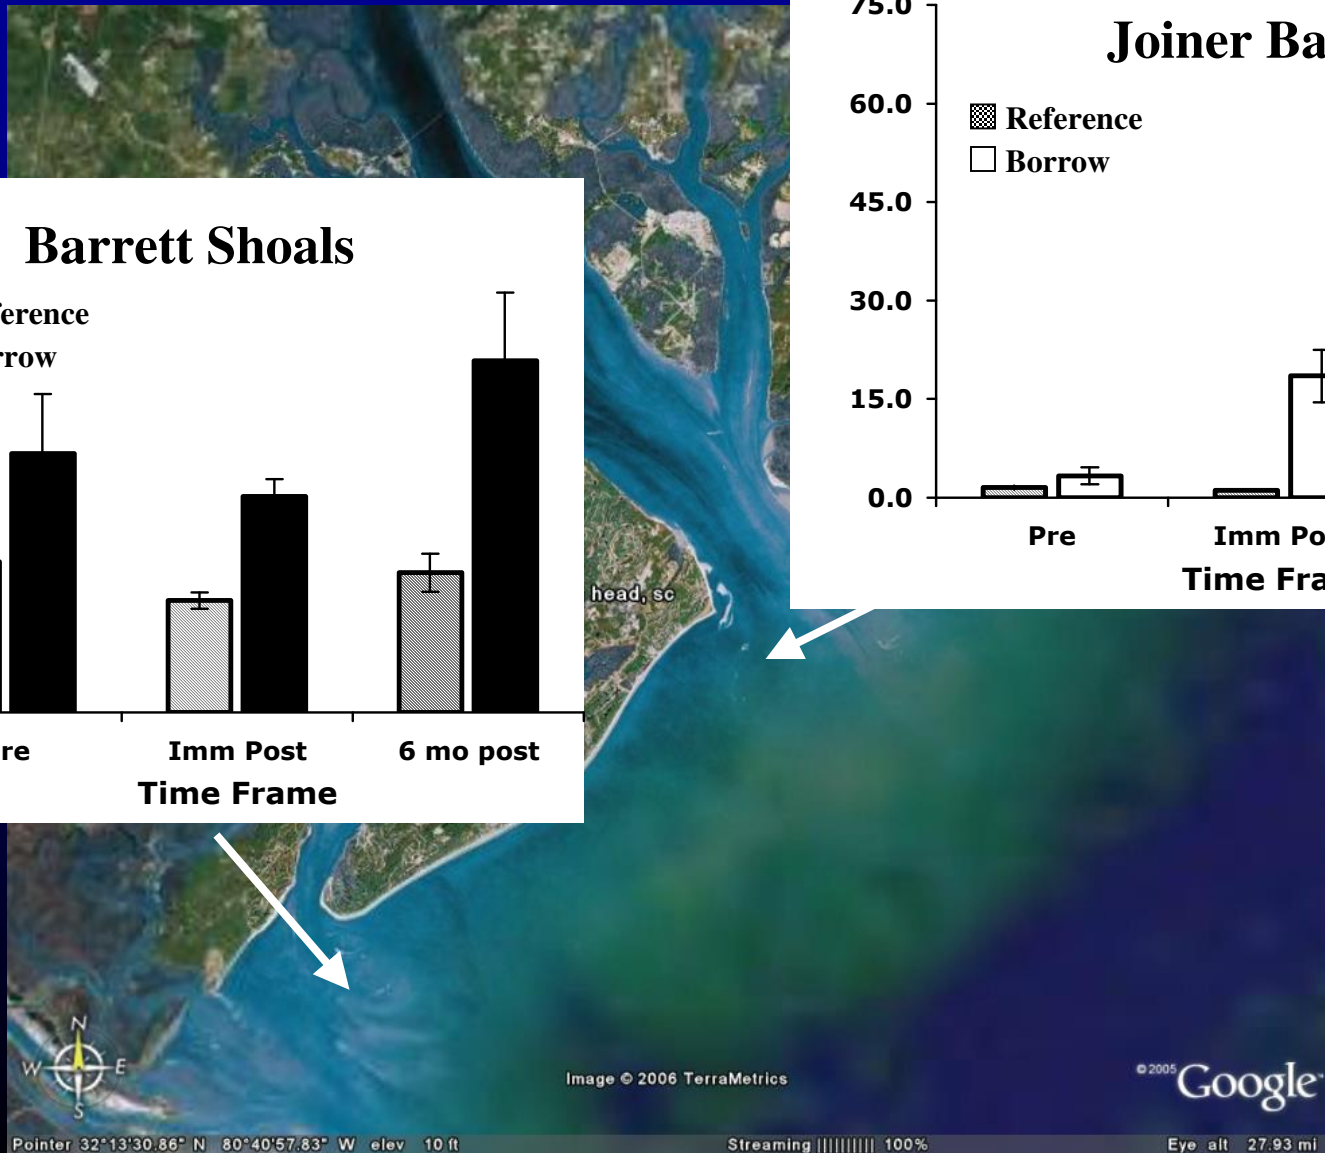 75.0
Joiner Ba
60.0
Reference
Borrow
45.0
30.0
15.0
0.0
Pre
Imm Po
Time Fra
Barrett Shoals
erence
rrow
re
Imm Post
6 mo post
Time Frame
head, sc
N
W
E
S
Image © 2006 TerraMetrics
© 2005 Google
Pointer 32°13'30.86" N 80°40'57.83" W elev 10 ft
Streaming |||||||||| 100%
Eye alt 27.93 mi